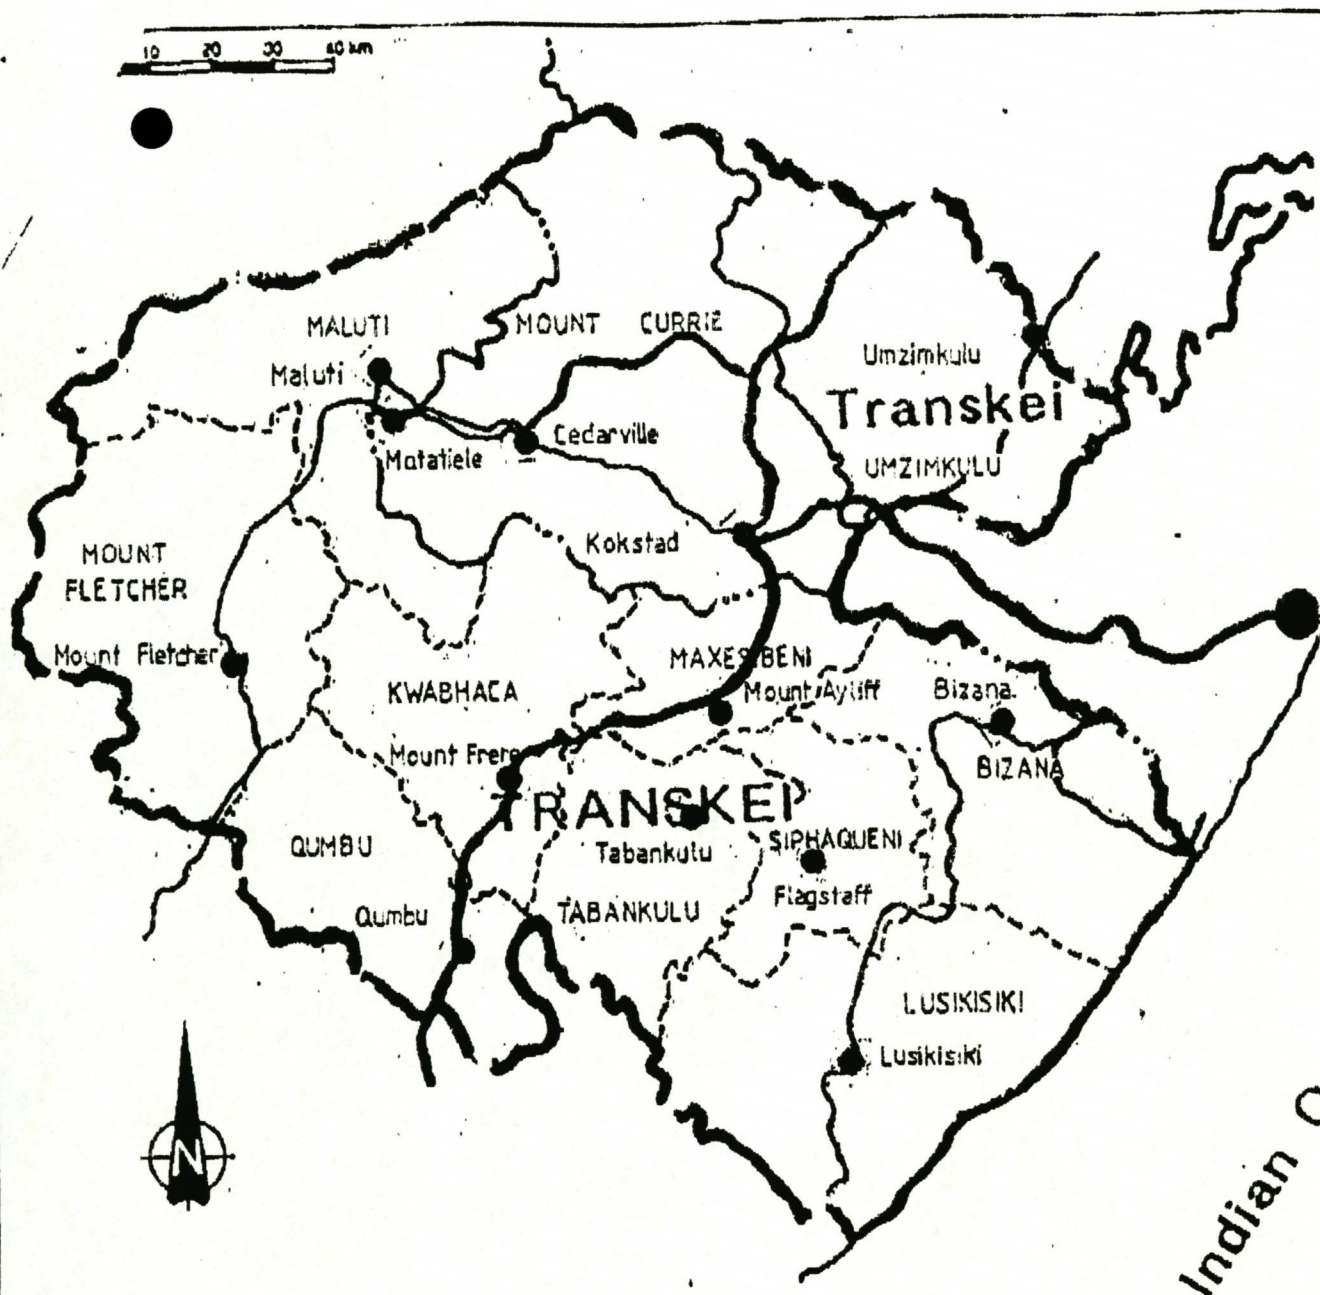 10 20 30 40 km
MALUTI
MOUNT CURRIE
Maluti
Umzimkulu
Transkei
Cedarville
Matatiele
UMZIMKULU
Kokstad
MOUNT
FLETCHER
Mount Fletcher
MAXESIBENI
KWABHACA
Mount Ayliff
Bizana
Mount Frere
BIZANA
TRANSKEI
QUMBU
Tabankulu
SIPHAQUENI
Flagstaff
Qumbu
TABANKULU
LUSIKISIKI
Lusikisiki
N
Indian